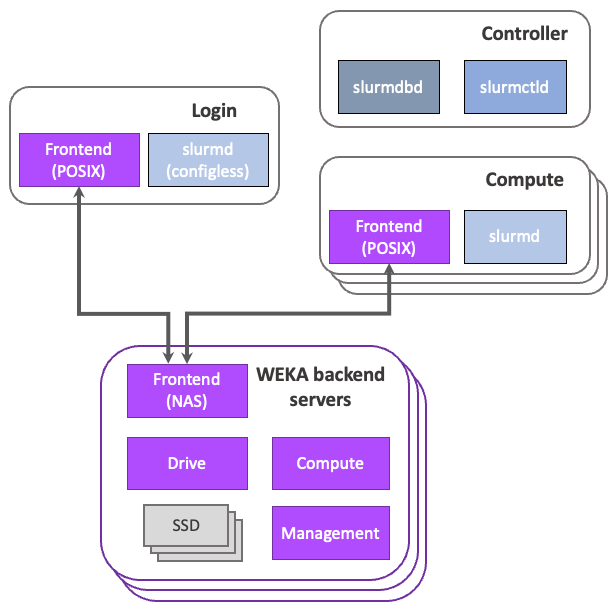 Controller
slurmdbd
slurmctld
Login
Frontend
(POSIX)
slurmd
(configless)
Compute
Frontend
(POSIX)
slurmd
WEKA backend
servers
Frontend
(NAS)
Drive
Compute
SSD
Management